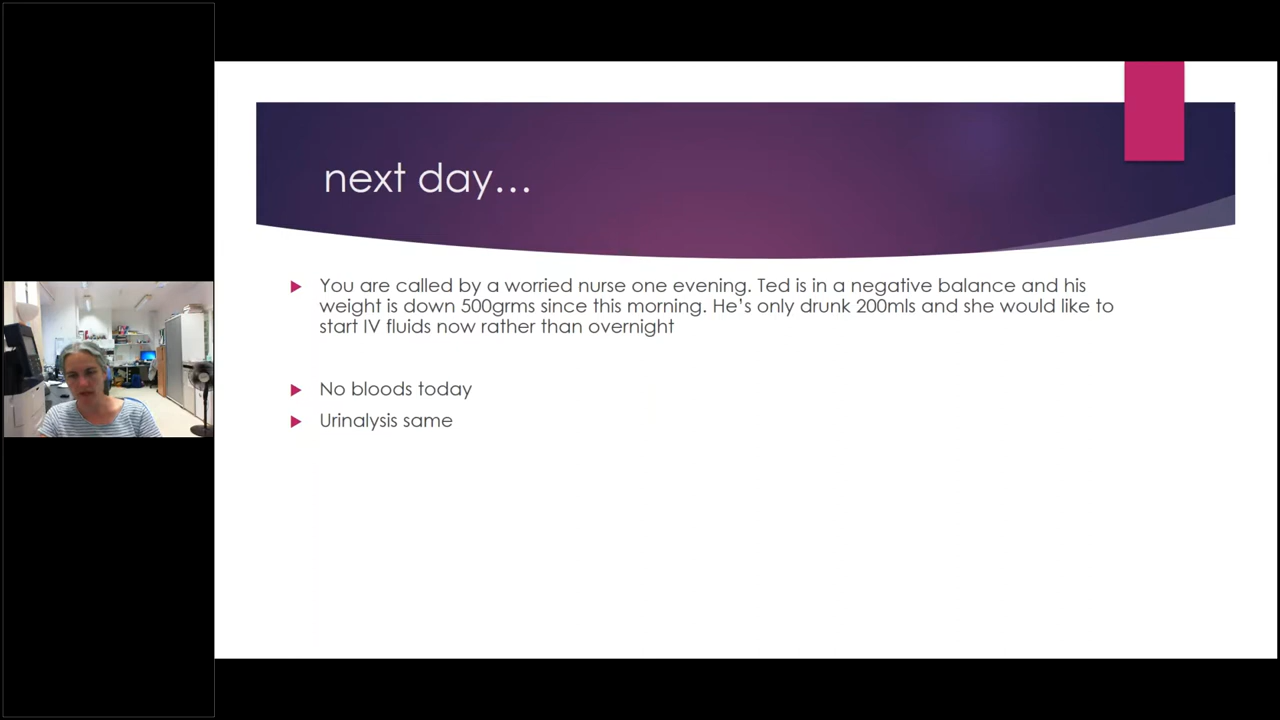 next day…
You are called by a worried nurse one evening. Ted is in a negative balance and his
weight is down 500grms since this morning. He's only drunk 200mls and she would like to
start IV fluids now rather than overnight
No bloods today
Urinalysis same